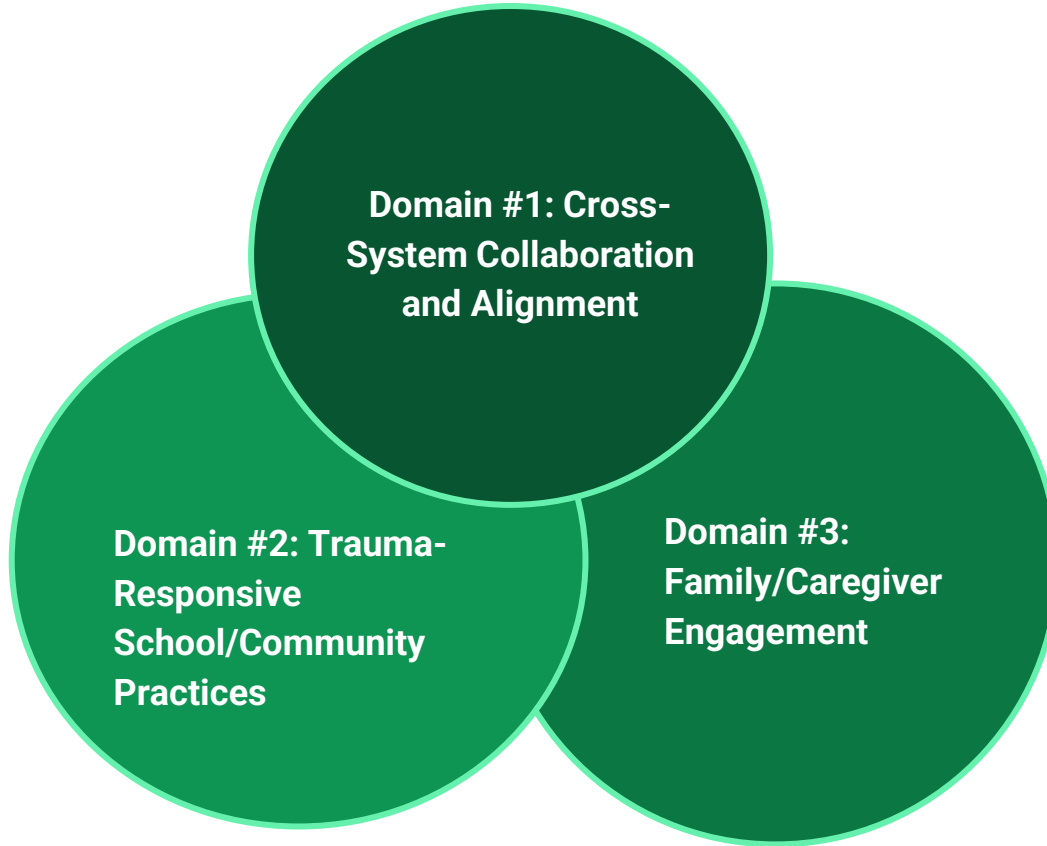 Domain #1: Cross-
System Collaboration
and Alignment
Domain #2: Trauma-
Responsive
School/Community
Practices
Domain #3:
Family/Caregiver
Engagement